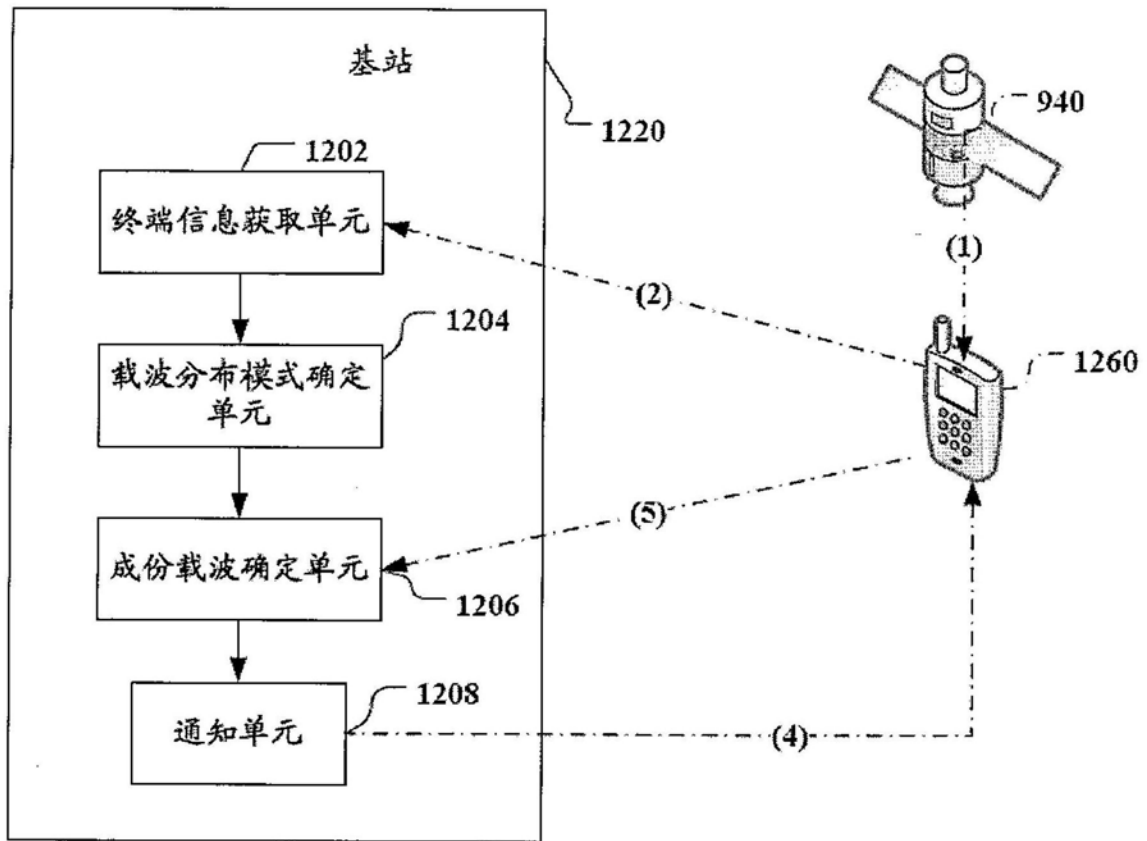 基站
1220
940
1202
终端信息获取单元
(1)
(2)
1204
载波分布模式确定
单元
1260
(5)
成份载波确定单元
1206
1208
通知单元
(4)